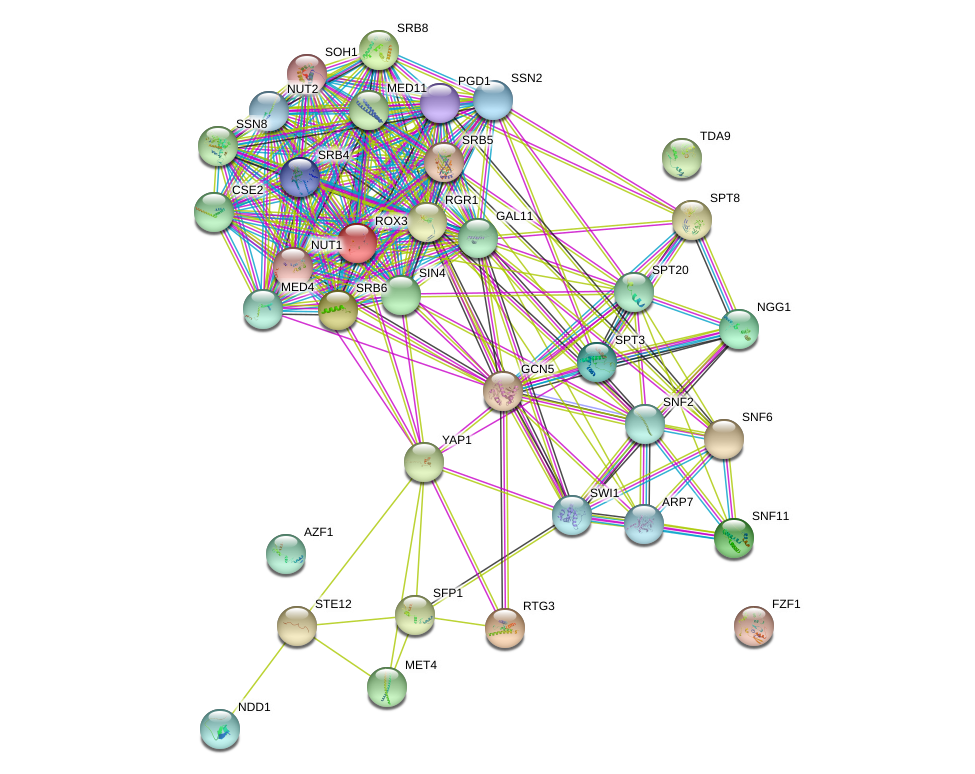 SRB8
SOH1
PGD1
SSN2
NUT2
MED11
SSN8
TDA9
SRB5
SRB4
CSE2
SPT8
RGR1
GAL11
ROX3
NUT1
SPT20
SIN4
MED4
SRB6
NGG1
SPT3
GCN5
SNF2
SNF6
YAP1
SWI1
ARP7
SNF11
AZF1
SFP1
STE12
RTG3
FZF1
MET4
NDD1